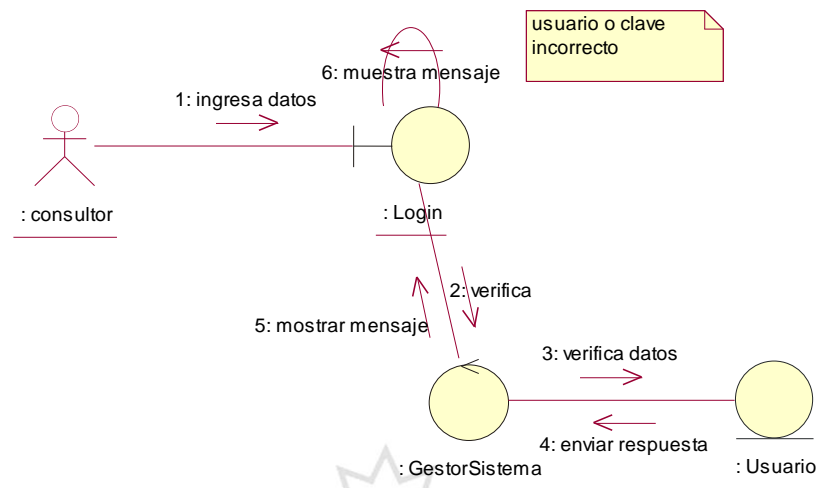 usuario o clave
incorrecto
6: muestra mensaje
1: ingresa datos
: consultor
: Login
2: verifica
5: mostrar mensaje
3: verifica datos
4: enviar respuesta
: GestorSistema
: Usuario